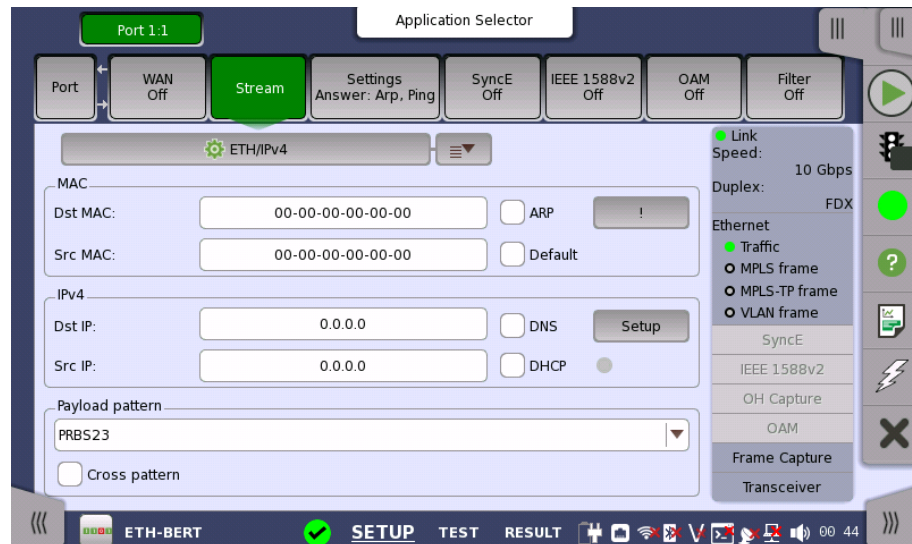 Application Selector
Port 1:1
Port
WAN
Off
Stream
Settings
Answer: Arp, Ping
SyncE
Off
IEEE 1588v2
Off
OAM
Off
Filter
Off
ETH/IPv4
MAC
Dst MAC:
00-00-00-00-00-00
ARP
!
Src MAC:
00-00-00-00-00-00
Default
IPv4
Dst IP:
0.0.0.0
DNS
Setup
Src IP:
0.0.0.0
DHCP
Payload pattern
PRBS23
Cross pattern
Link
Speed:
10 Gbps
Duplex:
FDX
Ethernet
Traffic
MPLS frame
MPLS-TP frame
VLAN frame
SyncE
IEEE 1588v2
OH Capture
OAM
Frame Capture
Transceiver
ETH-BERT
SETUP
TEST
RESULT
00 44